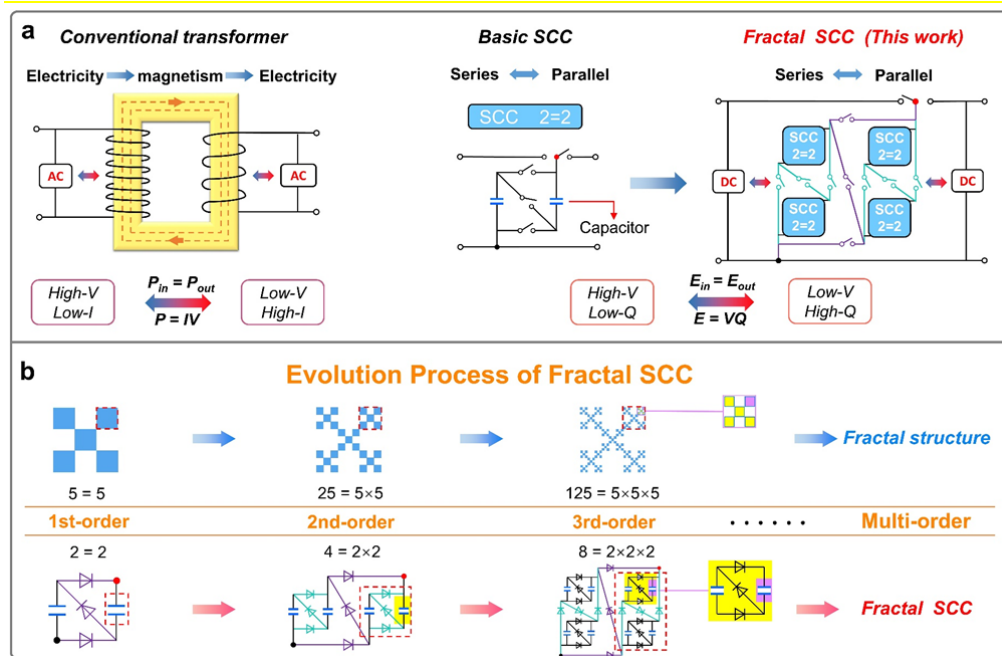 a
Conventional transformer
Basic SCC
Fractal SCC (This work)
Electricity magnetism Electricity
Series Parallel
Series Parallel
SCC 2=2
AC
AC
Capacitor
DC
SCC
2=2
SCC
2=2
SCC
2=2
SCC
2=2
DC
High-V
Low-I
Pin = Pout
P = IV
Low-V
High-I
High-V
Low-Q
Ein = Eout
E = VQ
Low-V
High-Q
b
Evolution Process of Fractal SCC
Fractal structure
5 = 5
25 = 5×5
125 = 5×5×5
1st-order
2nd-order
3rd-order
· · · · · ·
Multi-order
2 = 2
4 = 2×2
8 = 2×2×2
Fractal SCC